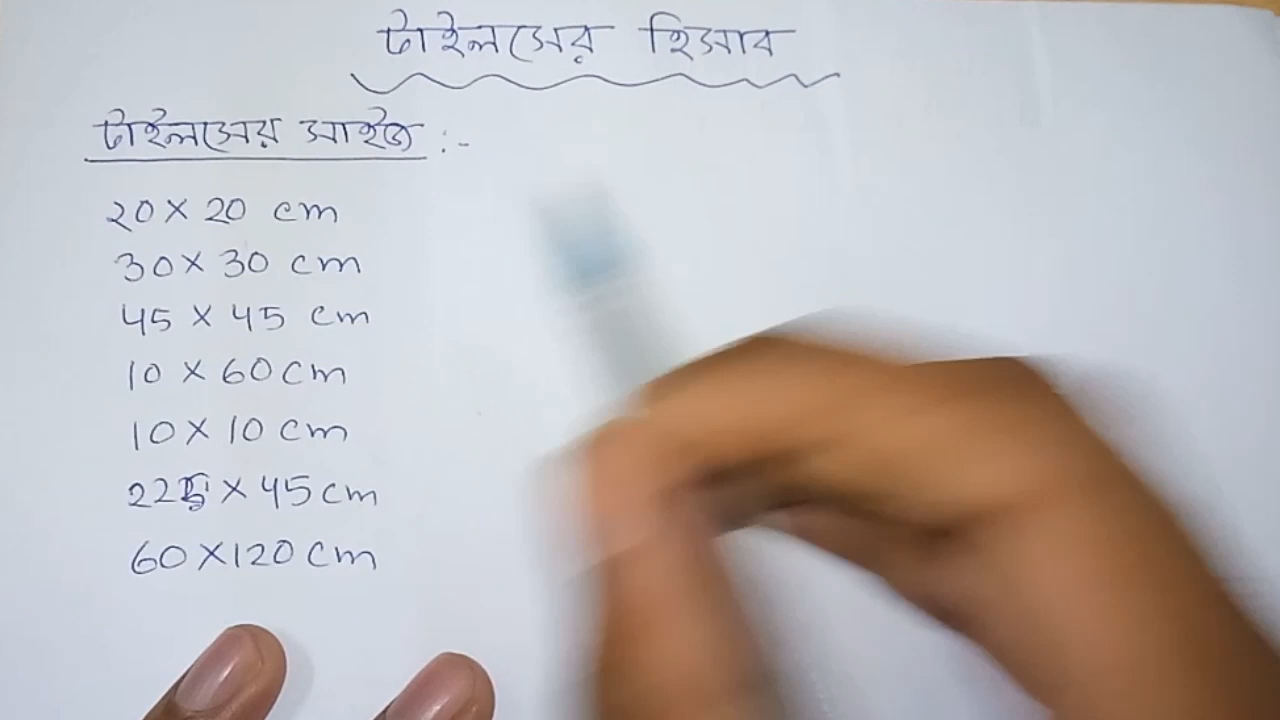 টাইলসের হিসাব
টাইলসের সাইজ :-
20 X 20 cm
30 X 30 cm
45 X 45 cm
10 X 60 cm
10 X 10 cm
225 X 45 cm
60 X 120 cm